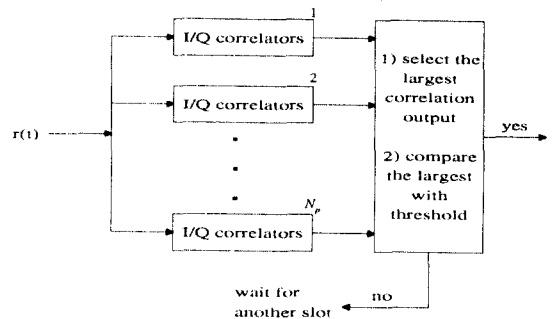 1
I/Q correlators
2
I/Q correlators
r(t)
N_p
I/Q correlators
1) select the
largest
correlation
output
2) compare
the largest
with
threshold
yes
no
wait for
another slot